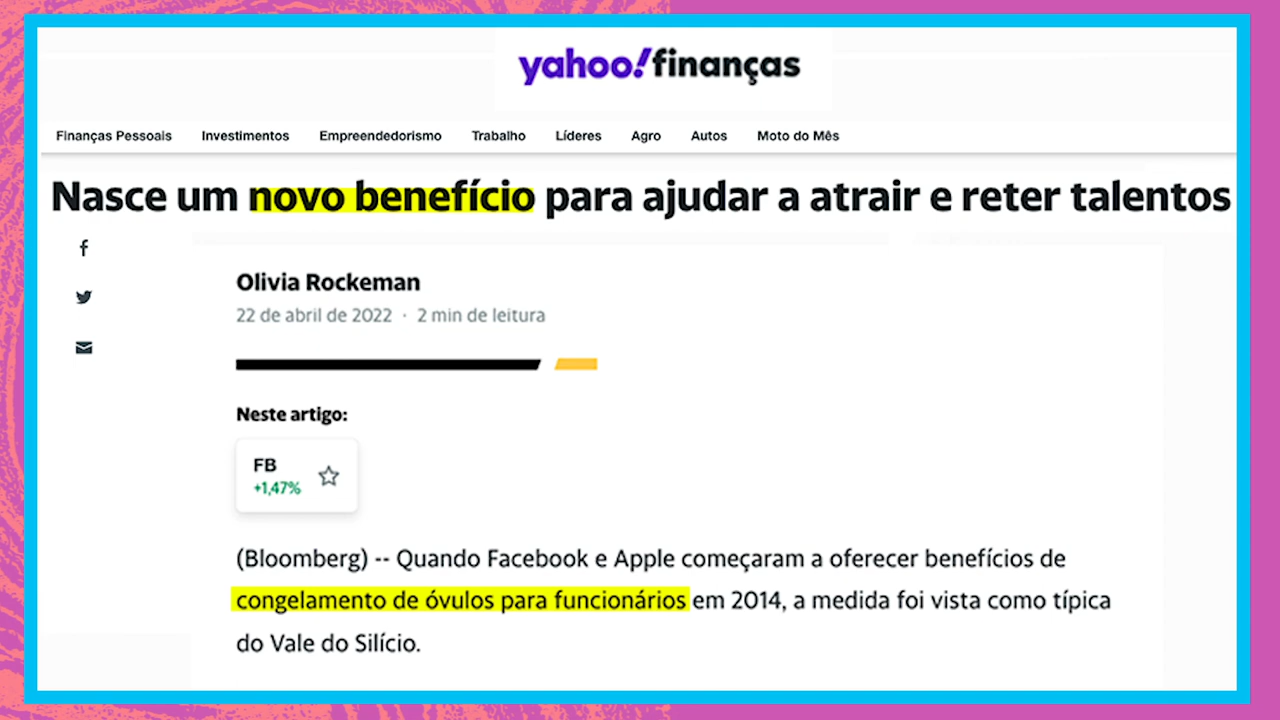 yahoo!finanças
Finanças Pessoais Investimentos Empreendedorismo Trabalho Líderes Agro Autos Moto do Mês
Nasce um novo benefício para ajudar a atrair e reter talentos
Olivia Rockeman
22 de abril de 2022 · 2 min de leitura
Neste artigo:
FB
+1,47%
(Bloomberg) -- Quando Facebook e Apple começaram a oferecer benefícios de
congelamento de óvulos para funcionários em 2014, a medida foi vista como típica
do Vale do Silício.